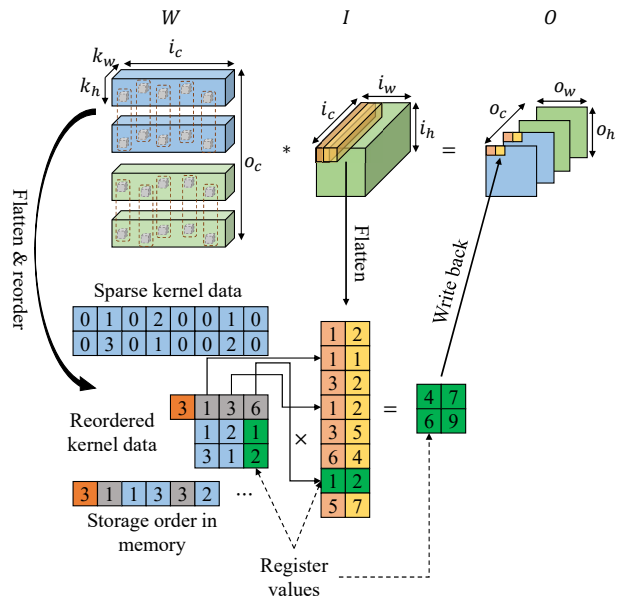 W I O
k_w i_c
k_h
o_c
i_c i_w
i_h
o_c o_w
o_h
* =
Flatten & reorder
Flatten
Write back
Sparse kernel data
0 1 0 2 0 0 1 0
0 3 0 1 0 0 2 0
Reordered
kernel data
3 1 3 6
1 2 1
3 1 2
×
1 2
1 1
3 2
1 2
3 5
6 4
1 2
5 7
=
4 7
6 9
3 1 1 3 3 2 ...
Storage order in
memory
Register
values